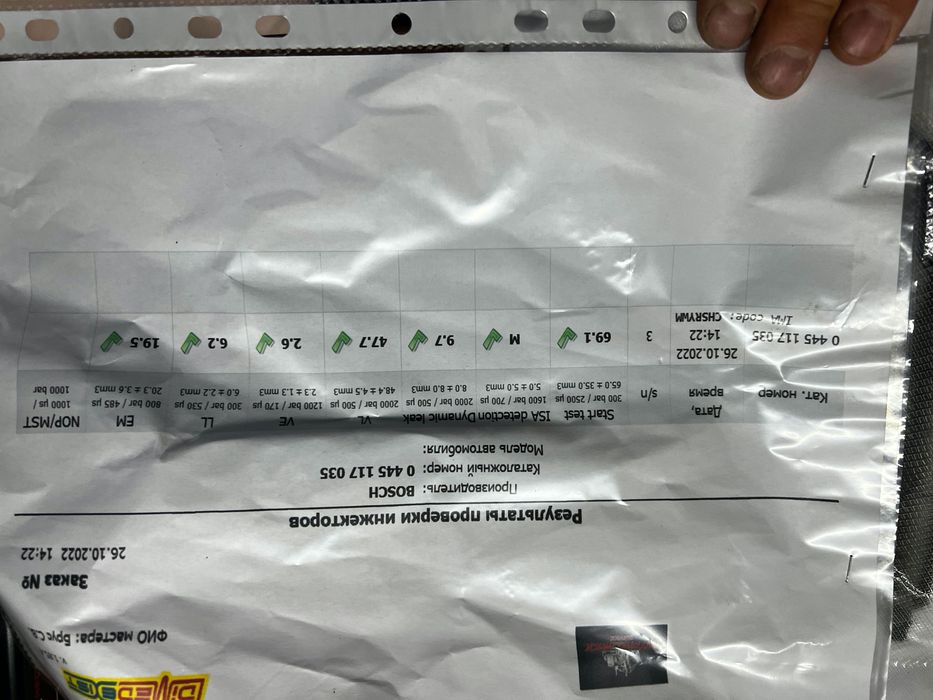 ФИО мастера: Брус С.В.
Заказ №
26.10.2022 14:22
Результаты проверки инжекторов
Производитель: BOSCH
Каталожный номер: 0 445 117 035
Модель автомобиля:
Кат. номер Дата, время s/n Start test 300 bar / 2500 µs 65.0 ± 35.0 mm3 ISA detection 1600 bar / 700 µs 5.0 ± 5.0 mm3 Dynamic leak 2000 bar / 500 µs 8.0 ± 8.0 mm3 VL 2000 bar / 500 µs 48.4 ± 4.5 mm3 VE 1200 bar / 170 µs 2.3 ± 1.3 mm3 LL 300 bar / 530 µs 6.0 ± 2.2 mm3 EM 800 bar / 485 µs 20.3 ± 3.6 mm3 NOP/MST 1000 µs / 1000 bar
0 445 117 035 26.10.2022 14:22 3 69.1 M 9.7 47.7 2.6 6.2 19.5
IMA code: CHSRYWM